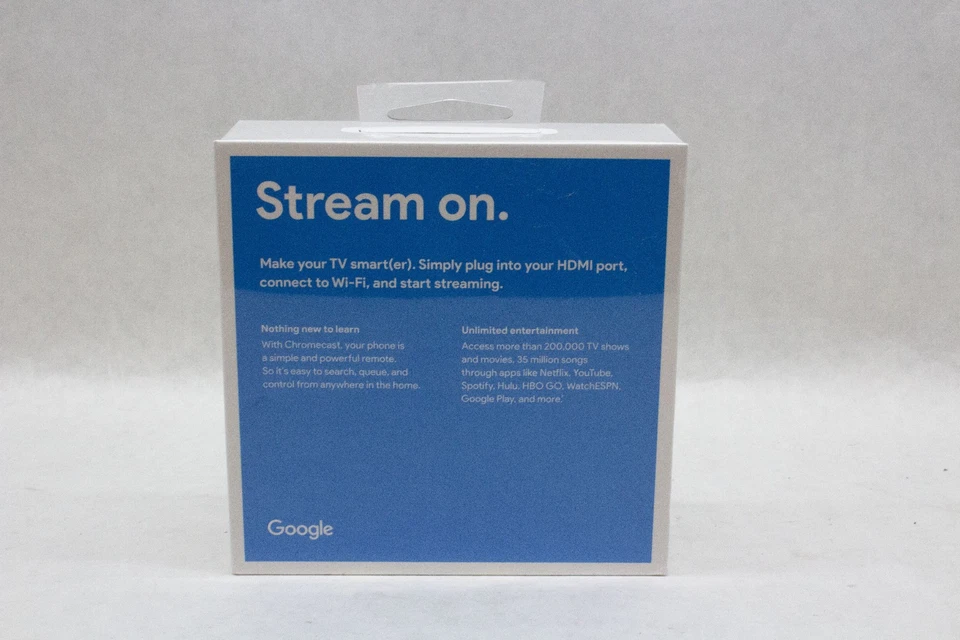 Stream on.
Make your TV smart(er). Simply plug into your HDMI port,
connect to Wi-Fi, and start streaming.
Nothing new to learn
With Chromecast, your phone is
a simple and powerful remote.
So it's easy to search, queue, and
control from anywhere in the home.
Unlimited entertainment
Access more than 200,000 TV shows
and movies, 35 million songs
through apps like Netflix, YouTube,
Spotify, Hulu, HBO GO, WatchESPN,
Google Play, and more.
Google